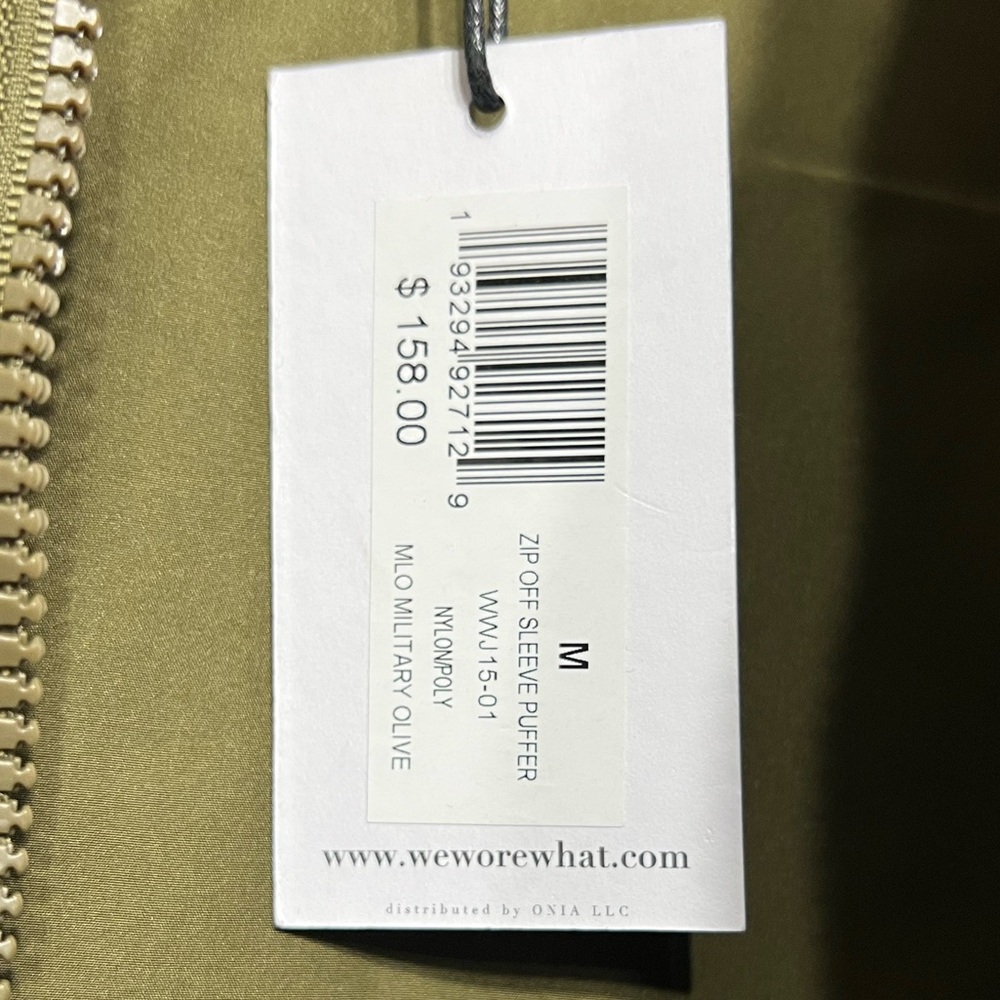 M
ZIP OFF SLEEVE PUFFER
WWJ15-01
NYLON/POLY
MLO MILITARY OLIVE
1 93294 92712 9
$ 158.00
www.weworewhat.com
distributed by ONIA LLC